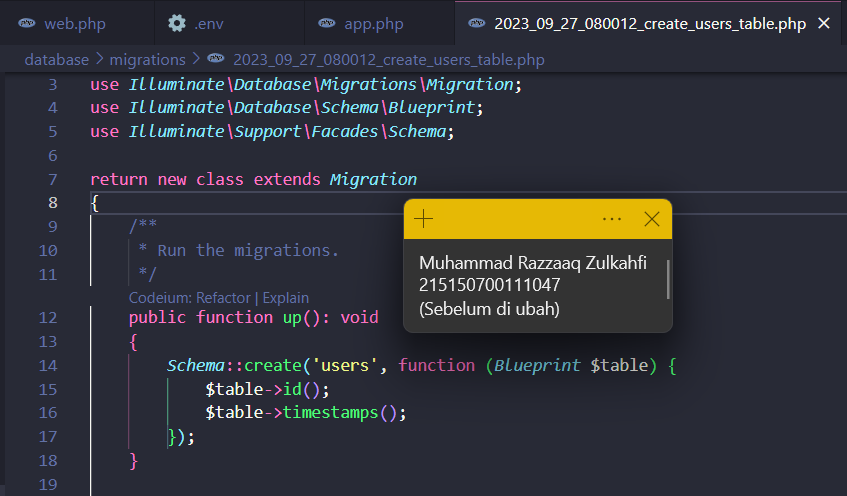 web.php .env app.php 2023_09_27_080012_create_users_table.php
database > migrations > 2023_09_27_080012_create_users_table.php
3 use Illuminate\Database\Migrations\Migration;
4 use Illuminate\Database\Schema\Blueprint;
5 use Illuminate\Support\Facades\Schema;
6
7 return new class extends Migration
8 {
9 /**
10 * Run the migrations.
11 */
Codeium: Refactor | Explain
12 public function up(): void
13 {
14 Schema::create('users', function (Blueprint $table) {
15 $table->id();
16 $table->timestamps();
17 });
18 }
19
Muhammad Razzaaq Zulkahfi
215150700111047
(Sebelum di ubah)